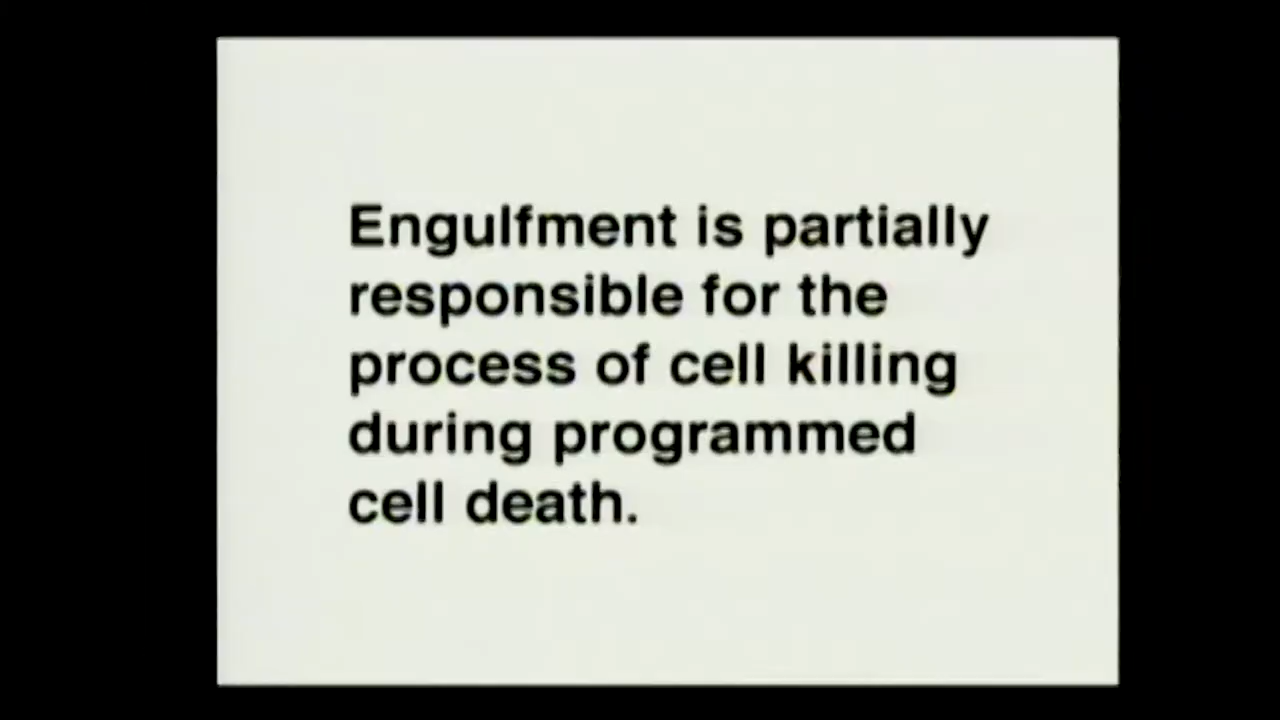 Engulfment is partially
responsible for the
process of cell killing
during programmed
cell death.